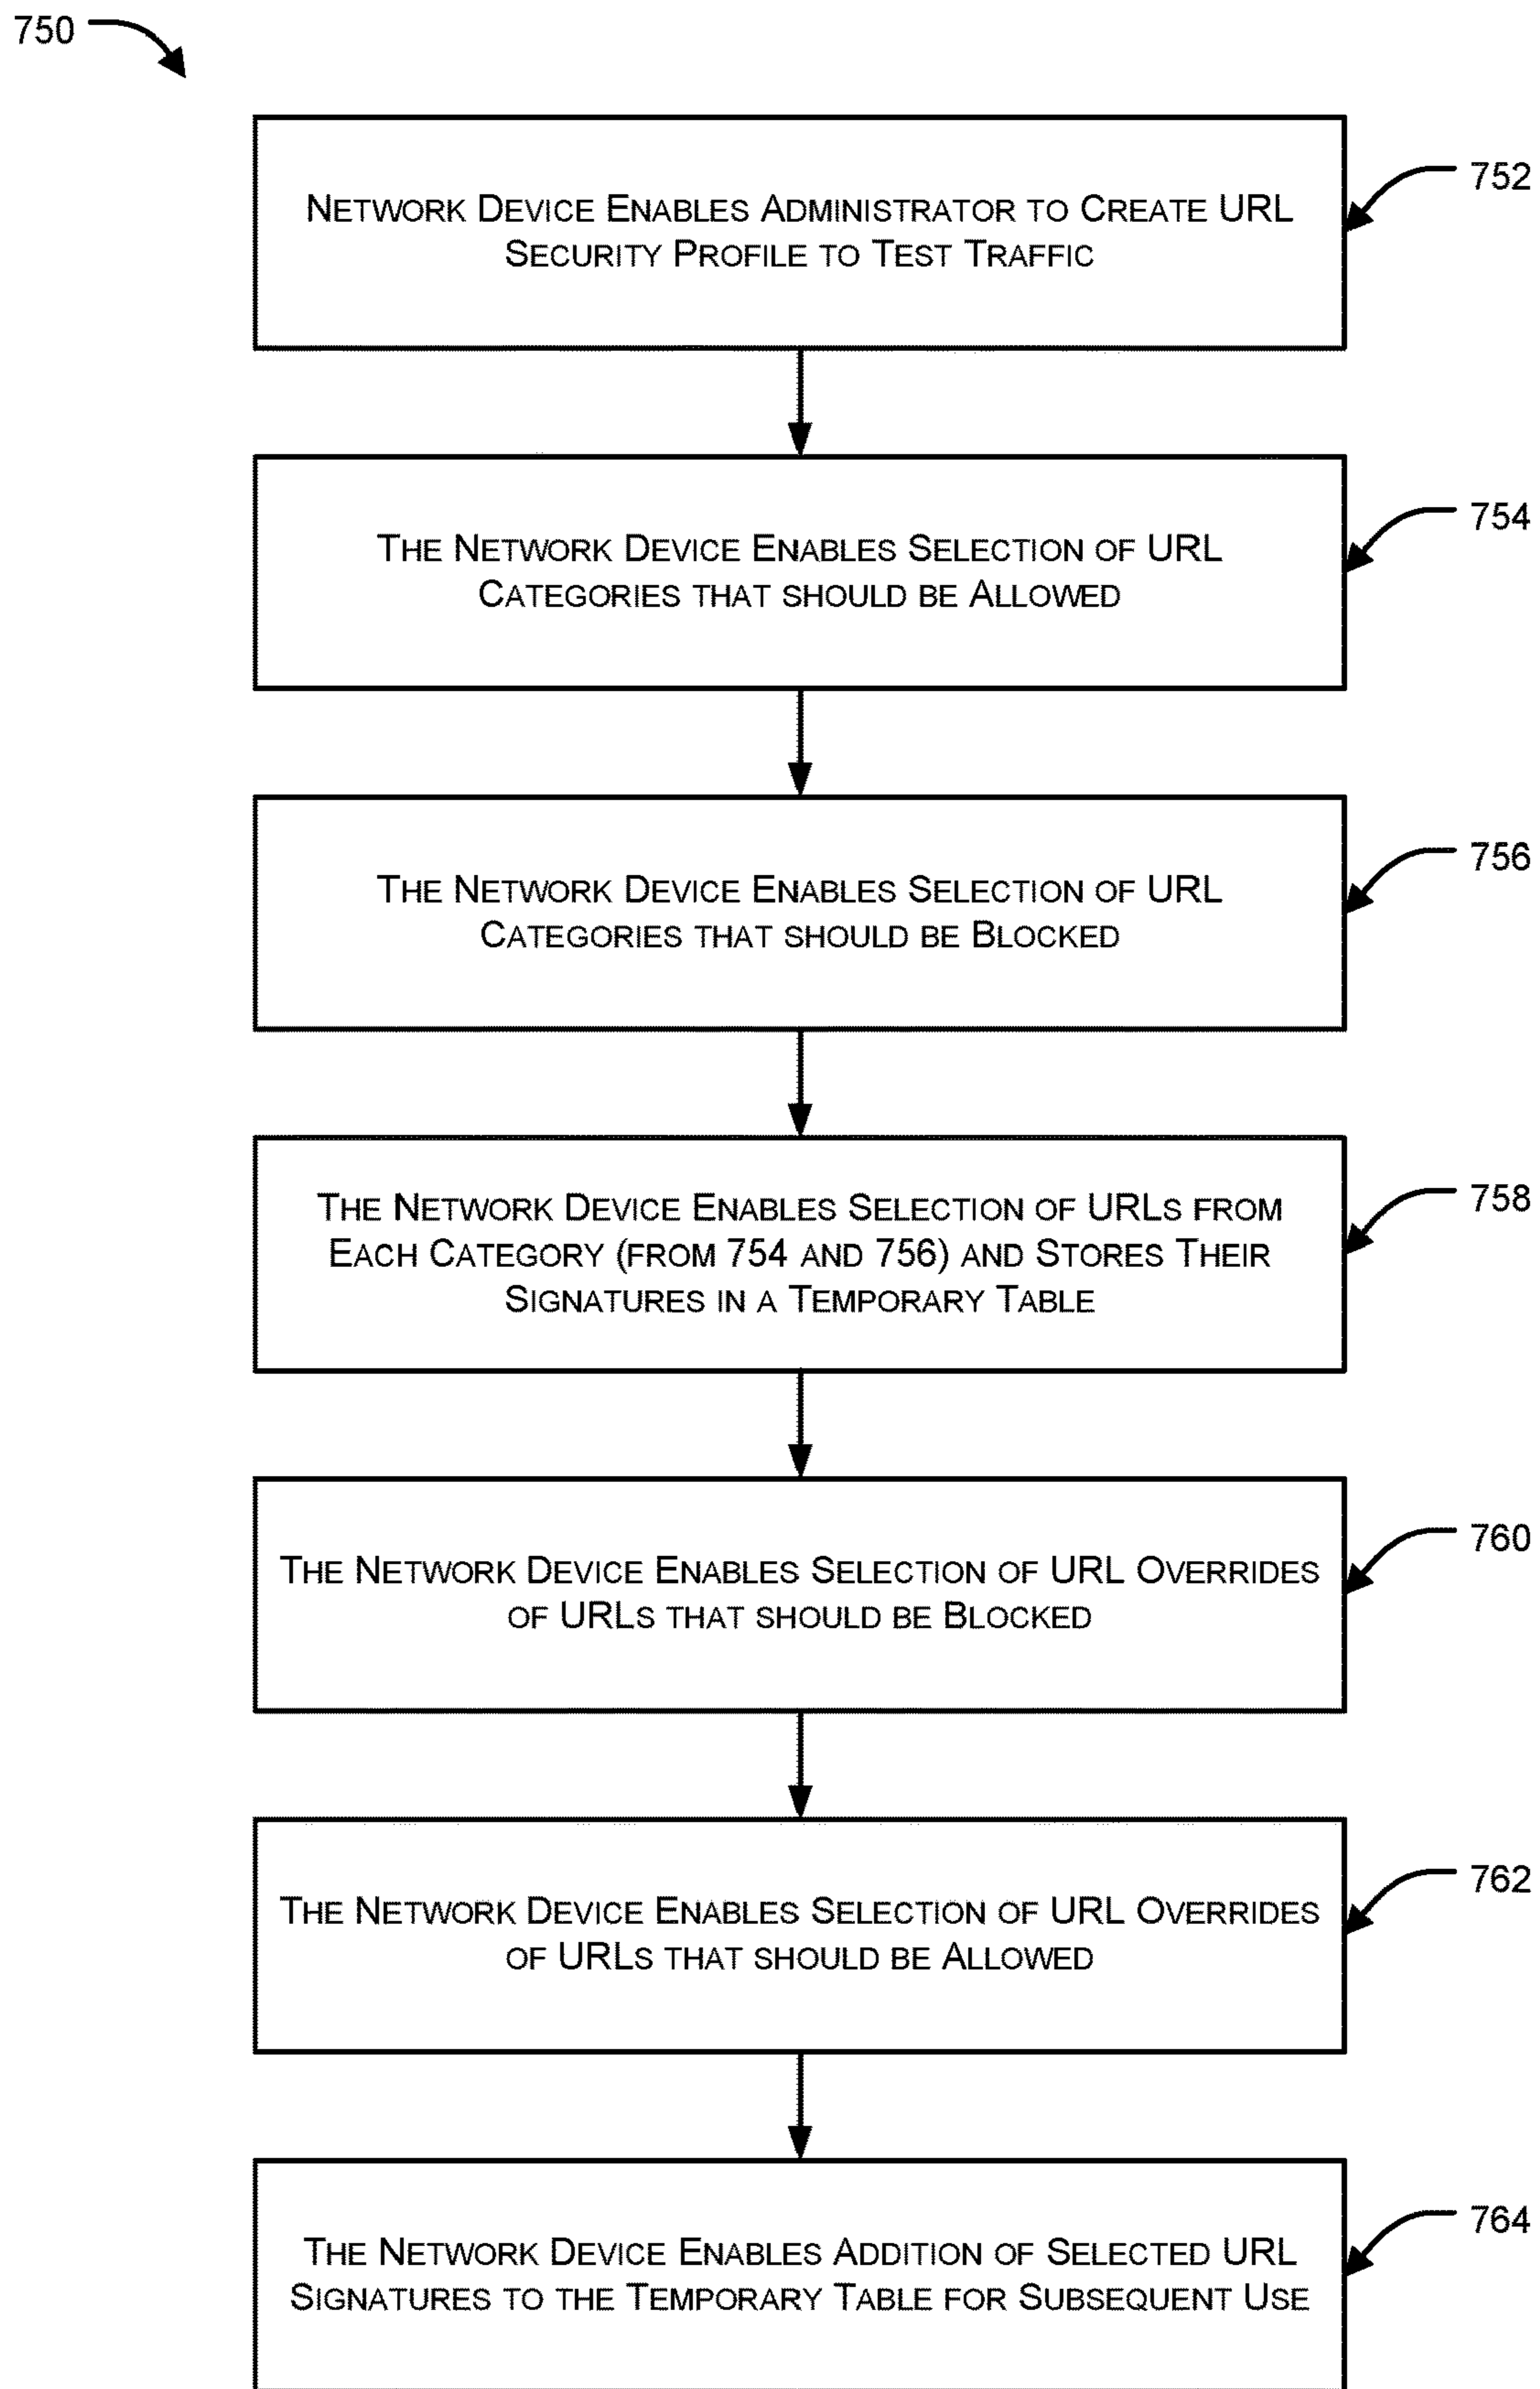 750
NETWORK DEVICE ENABLES ADMINISTRATOR TO CREATE URL
SECURITY PROFILE TO TEST TRAFFIC
752
THE NETWORK DEVICE ENABLES SELECTION OF URL
CATEGORIES THAT SHOULD BE ALLOWED
754
THE NETWORK DEVICE ENABLES SELECTION OF URL
CATEGORIES THAT SHOULD BE BLOCKED
756
THE NETWORK DEVICE ENABLES SELECTION OF URLS FROM
EACH CATEGORY (FROM 754 AND 756) AND STORES THEIR
SIGNATURES IN A TEMPORARY TABLE
758
THE NETWORK DEVICE ENABLES SELECTION OF URL OVERRIDES
OF URLS THAT SHOULD BE BLOCKED
760
THE NETWORK DEVICE ENABLES SELECTION OF URL OVERRIDES
OF URLS THAT SHOULD BE ALLOWED
762
THE NETWORK DEVICE ENABLES ADDITION OF SELECTED URL
SIGNATURES TO THE TEMPORARY TABLE FOR SUBSEQUENT USE
764